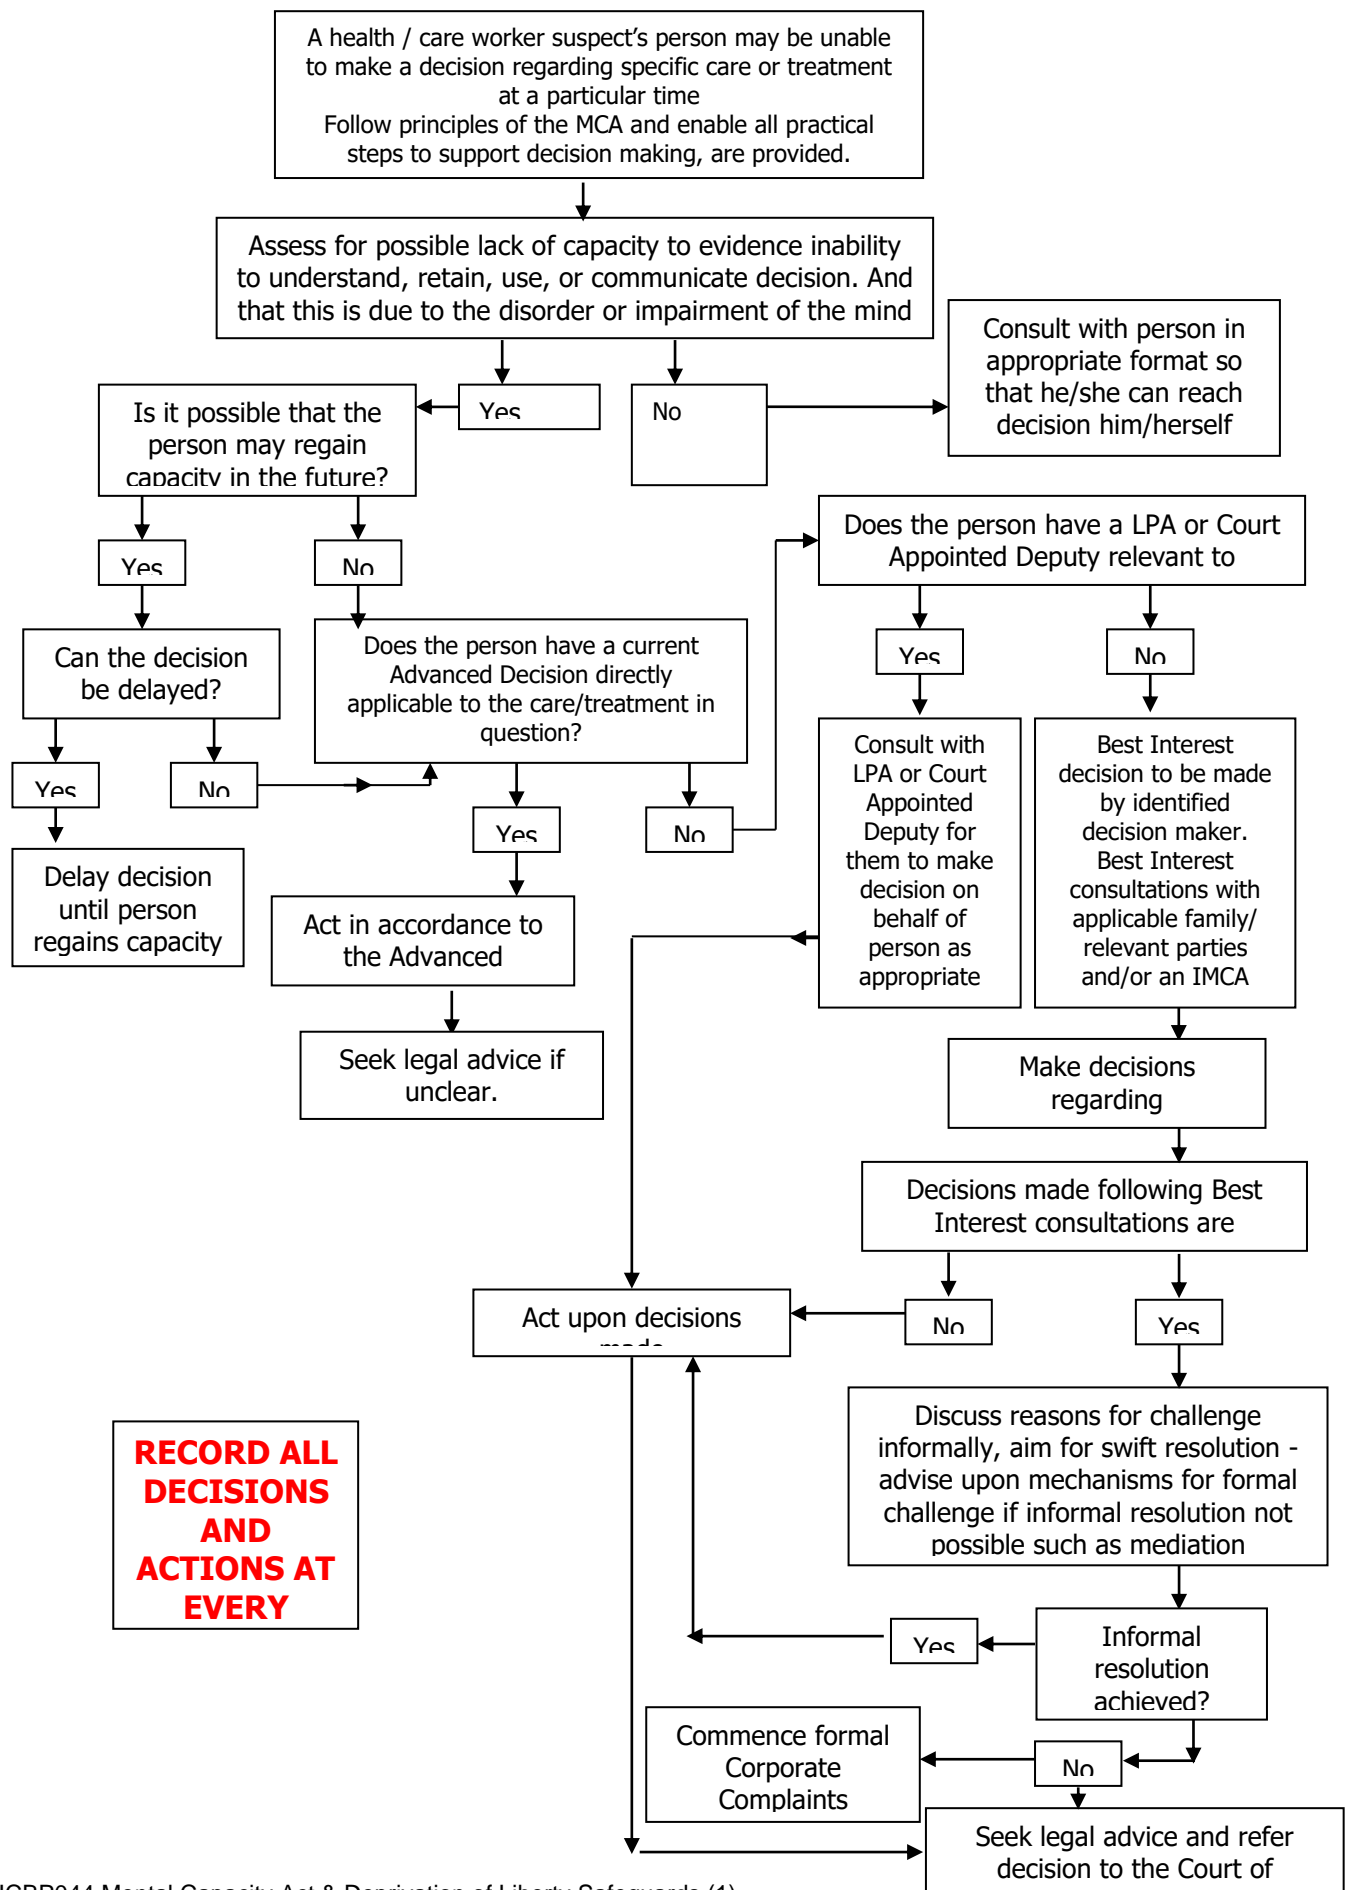 A health / care worker suspect’s person may be unable
to make a decision regarding specific care or treatment
at a particular time
Follow principles of the MCA and enable all practical
steps to support decision making, are provided.
Assess for possible lack of capacity to evidence inability
to understand, retain, use, or communicate decision. And
that this is due to the disorder or impairment of the mind
Consult with person in
appropriate format so
that he/she can reach
decision him/herself
Yes
No
Is it possible that the
person may regain
capacity in the future?
Yes
No
Does the person have a LPA or Court
Appointed Deputy relevant to
Yes
No
Can the decision
be delayed?
Does the person have a current
Advanced Decision directly
applicable to the care/treatment in
question?
Yes
No
Yes
No
Delay decision
until person
regains capacity
Act in accordance to
the Advanced
Seek legal advice if
unclear.
Consult with
LPA or Court
Appointed
Deputy for
them to make
decision on
behalf of
person as
appropriate
Best Interest
decision to be made
by identified
decision maker.
Best Interest
consultations with
applicable family/
relevant parties
and/or an IMCA
Make decisions
regarding
Decisions made following Best
Interest consultations are
No
Yes
Act upon decisions
made
Discuss reasons for challenge
informally, aim for swift resolution -
advise upon mechanisms for formal
challenge if informal resolution not
possible such as mediation
RECORD ALL
DECISIONS
AND
ACTIONS AT
EVERY
Informal
resolution
achieved?
Yes
No
Commence formal
Corporate
Complaints
Seek legal advice and refer
decision to the Court of
Mental Capacity Act & Deprivation of Liberty Safeguards (1)